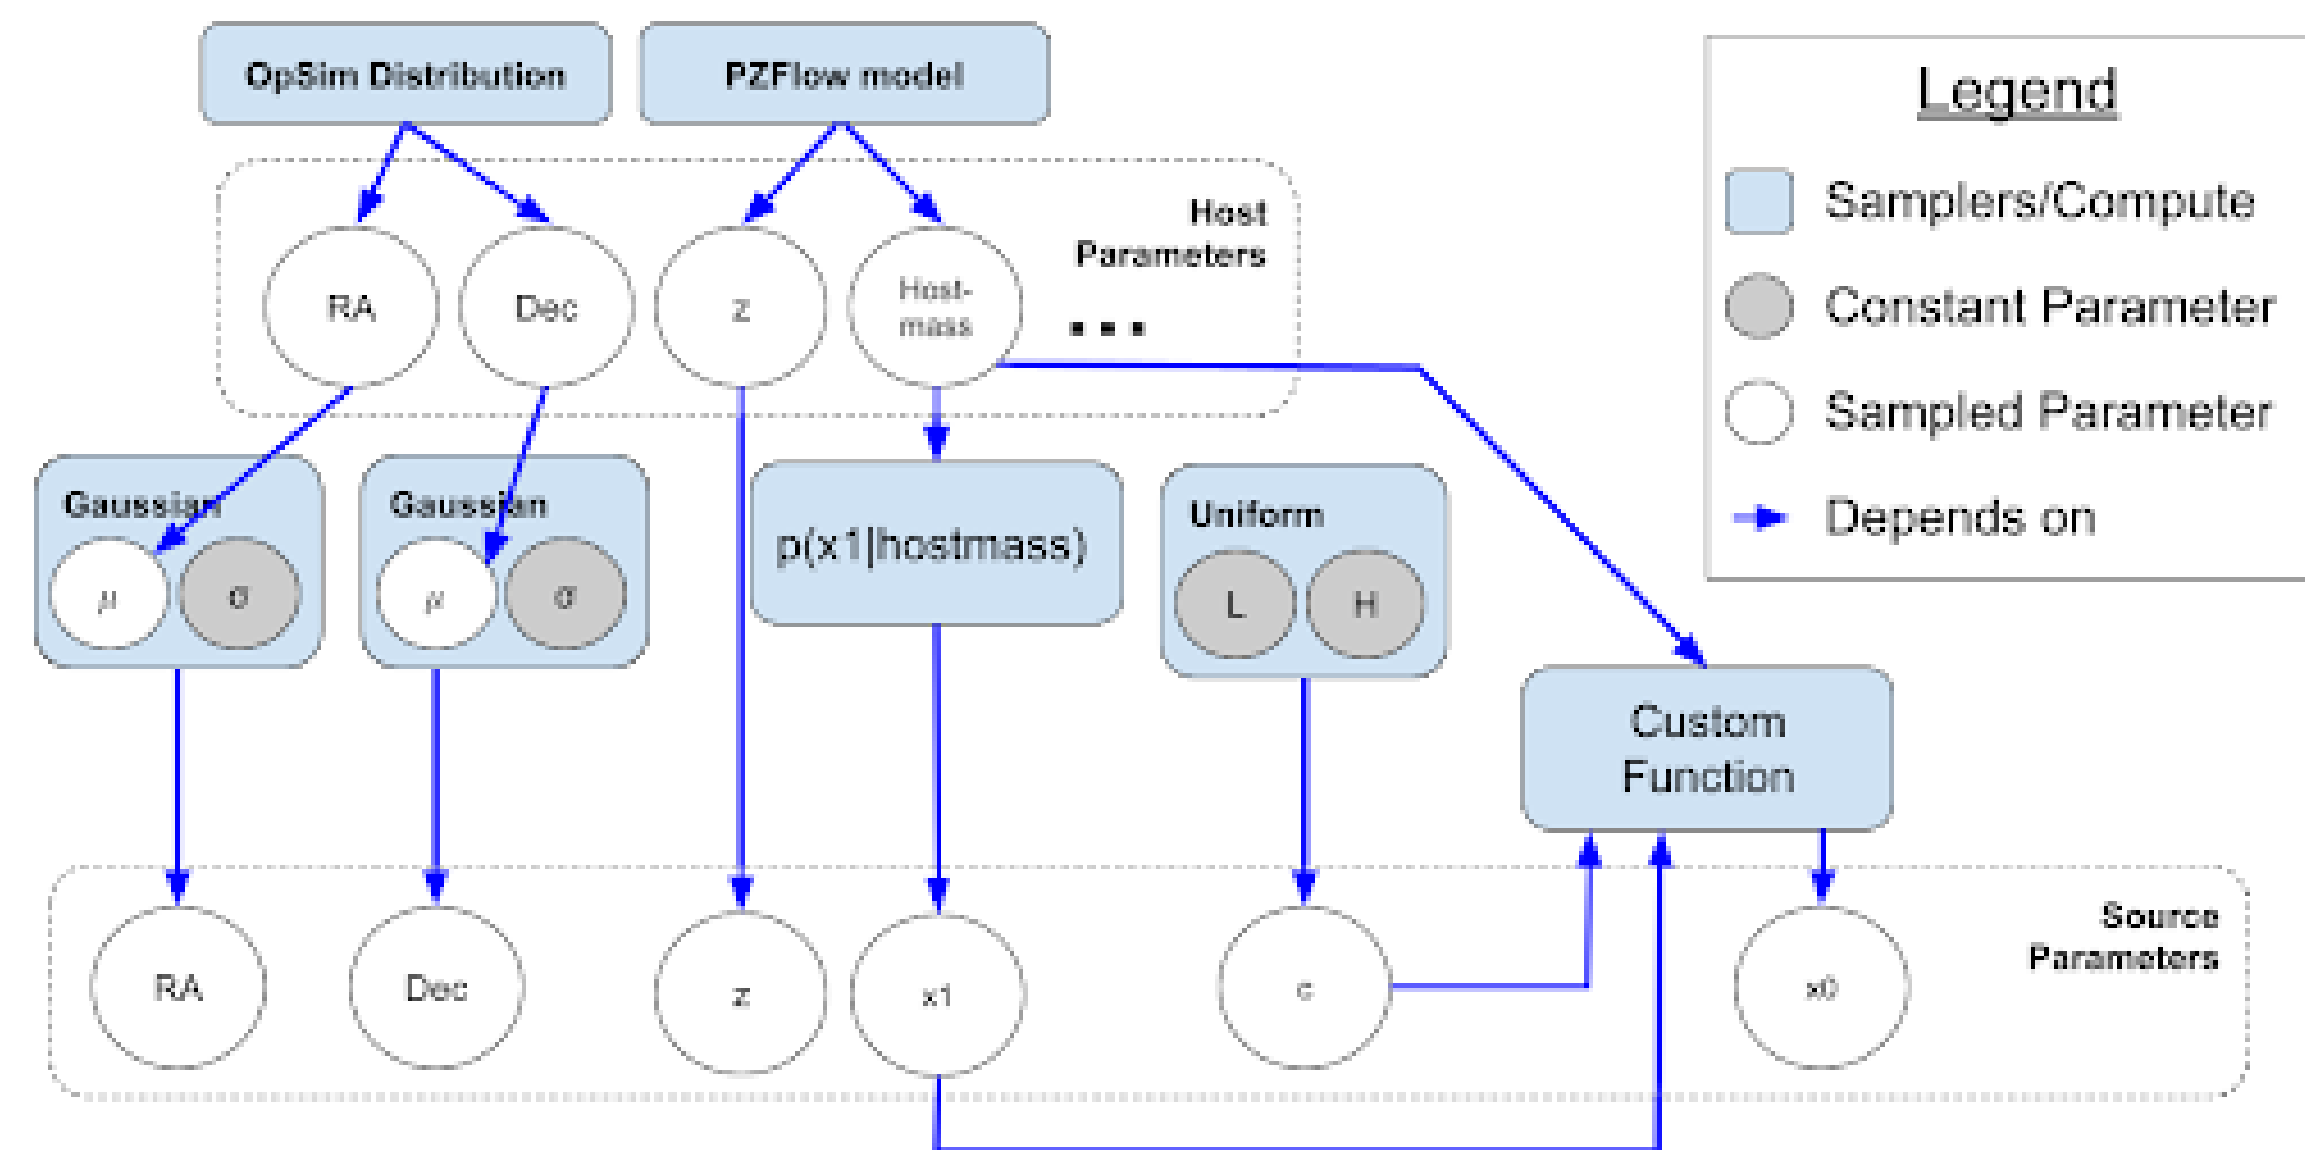 OpSim Distribution
PZFlow model
Legend
Samplers/Compute
Constant Parameter
Sampled Parameter
Depends on
Host
Parameters
RA
Dec
z
Host-
mass
...
Gaussian
μ
σ
Gaussian
μ
σ
p(x1|hostmass)
Uniform
L
H
Custom
Function
Source
Parameters
RA
Dec
z
x1
c
x0